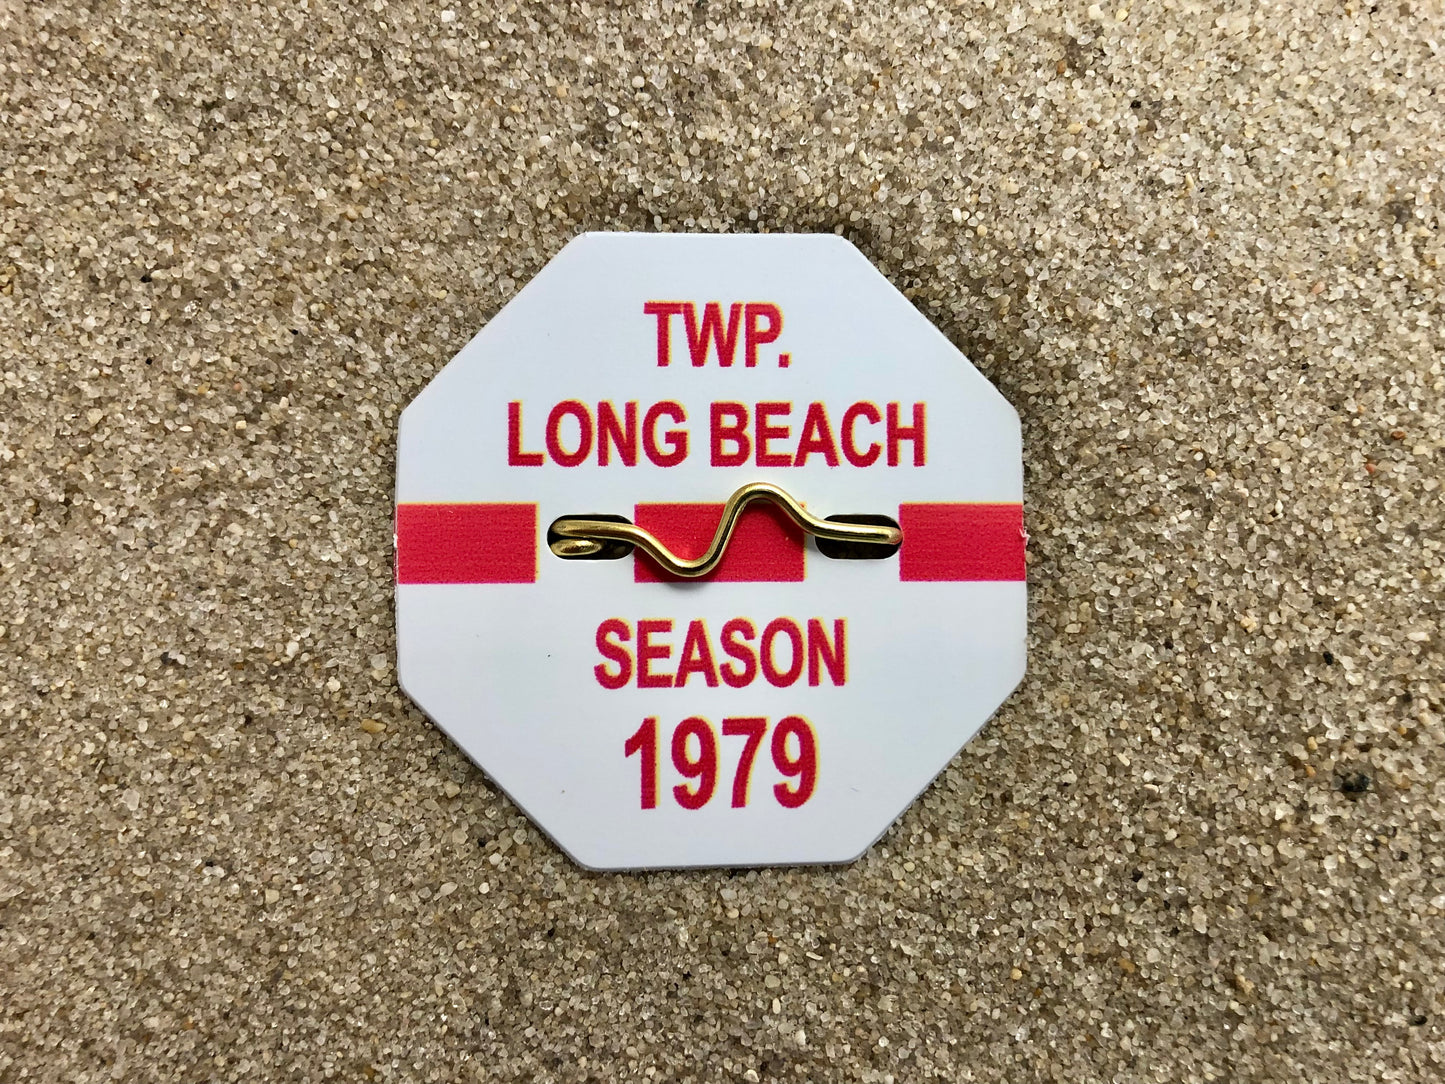 TWP.
LONG BEACH
SEASON
1979